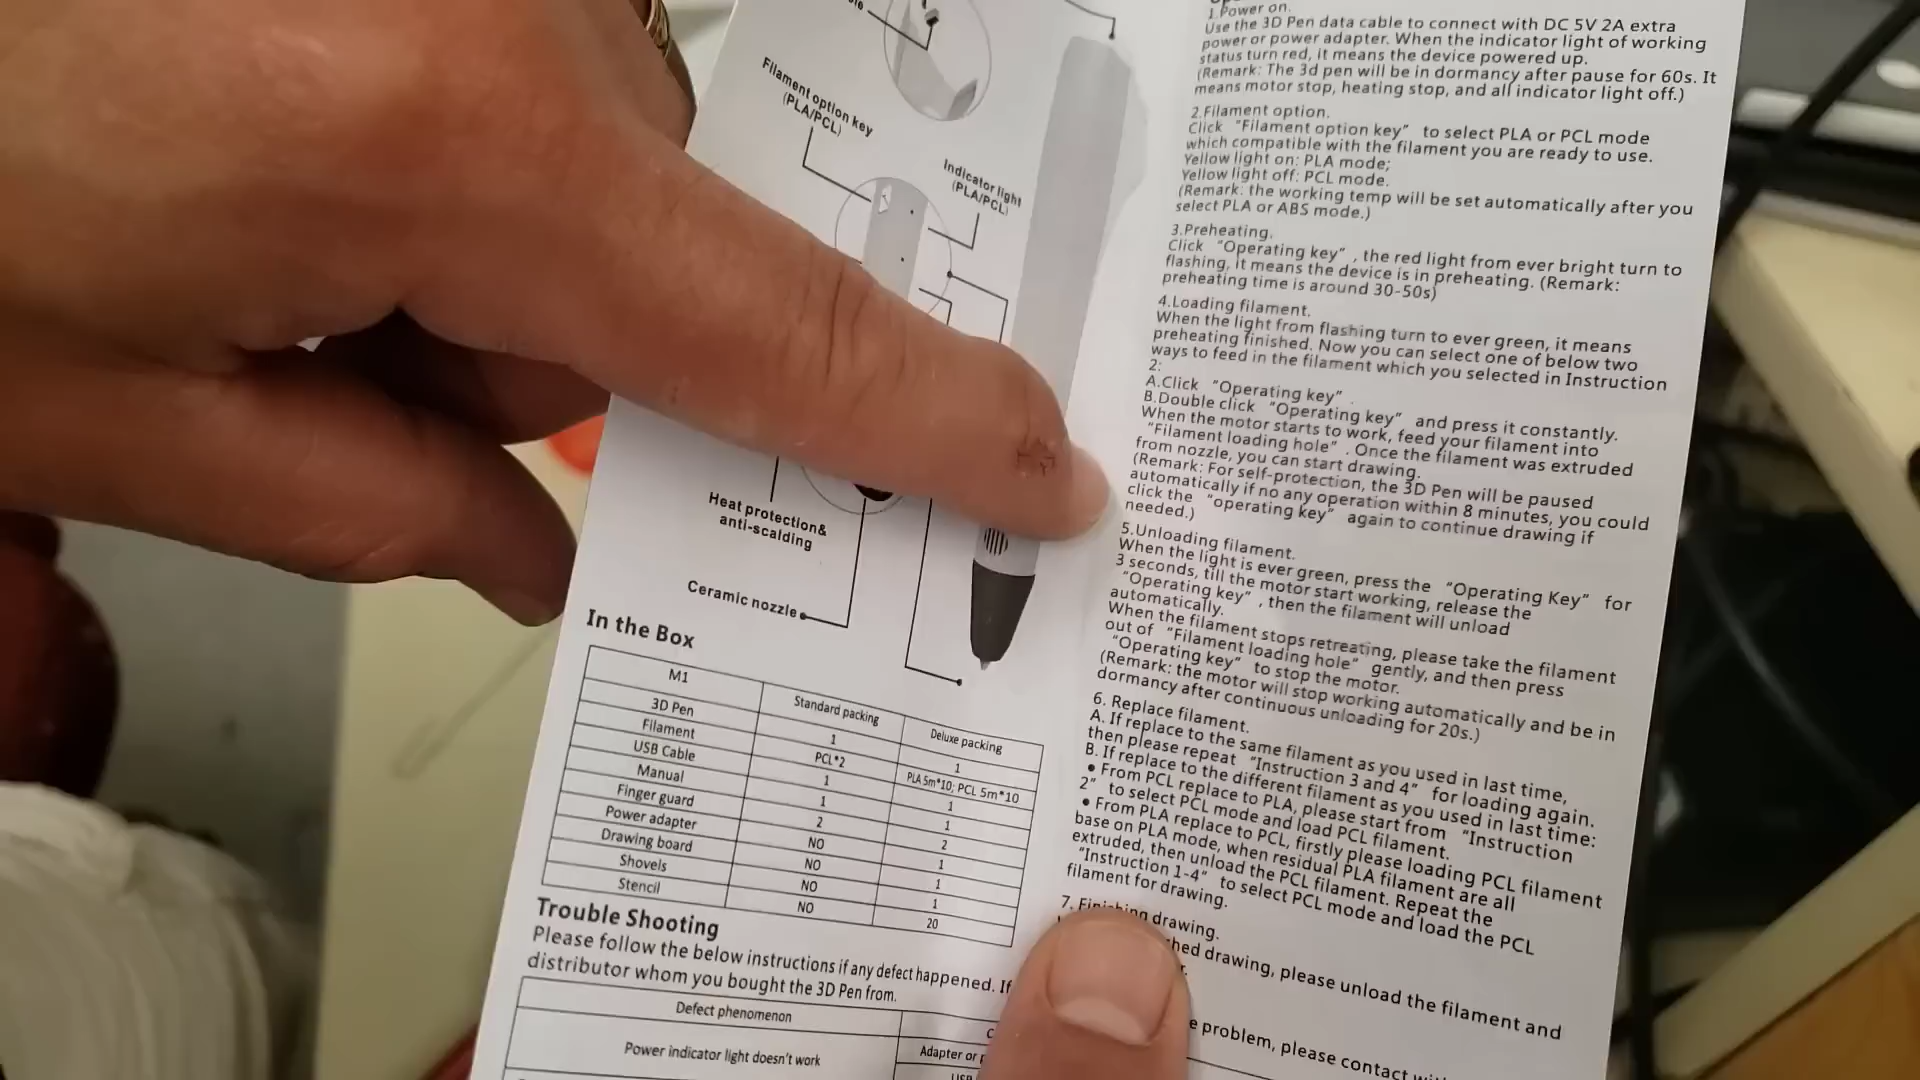 Filament option key
(PLA/PCL)
Indicator light
(PLA/PCL)
Heat protection&
anti-scalding
Ceramic nozzle
In the Box
M1 Standard packing Deluxe packing
3D Pen 1 1
Filament PCL*2 PLA 5m*10; PCL 5m*10
USB Cable 1 1
Manual 1 1
Finger guard 2 2
Power adapter NO 1
Drawing board NO 1
Shovels NO 1
Stencil NO 20
Trouble Shooting
Please follow the below instructions if any defect happened. If
distributor whom you bought the 3D Pen from.
Defect phenomenon
Power indicator light doesn't work
Adapter or
1.Power on.
Use the 3D Pen data cable to connect with DC 5V 2A extra
power or power adapter. When the indicator light of working
status turn red, it means the device powered up.
(Remark: The 3d pen will be in dormancy after pause for 60s. It
means motor stop, heating stop, and all indicator light off.)
2.Filament option.
Click “Filament option key” to select PLA or PCL mode
which compatible with the filament you are ready to use.
Yellow light on: PLA mode;
Yellow light off: PCL mode.
(Remark: the working temp will be set automatically after you
select PLA or ABS mode.)
3.Preheating.
Click “Operating key”, the red light from ever bright turn to
flashing, it means the device is in preheating. (Remark:
preheating time is around 30-50s)
4.Loading filament.
When the light from flashing turn to ever green, it means
preheating finished. Now you can select one of below two
ways to feed in the filament which you selected in Instruction
2:
A.Click “Operating key” .
B.Double click “Operating key” and press it constantly.
When the motor starts to work, feed your filament into
“Filament loading hole” . Once the filament was extruded
from nozzle, you can start drawing.
(Remark: For self-protection, the 3D Pen will be paused
automatically if no any operation within 8 minutes, you could
click the “operating key” again to continue drawing if
needed.)
5.Unloading filament.
When the light is ever green, press the “Operating Key” for
3 seconds, till the motor start working, release the
“Operating key” , then the filament will unload
automatically.
When the filament stops retreating, please take the filament
out of “Filament loading hole” gently, and then press
“Operating key” to stop the motor.
(Remark: the motor will stop working automatically and be in
dormancy after continuous unloading for 20s.)
6. Replace filament.
A. If replace to the same filament as you used in last time,
then please repeat “Instruction 3 and 4” for loading again.
B. If replace to the different filament as you used in last time:
• From PCL replace to PLA, please start from “Instruction
2” to select PCL mode and load PCL filament.
• From PLA replace to PCL, firstly please loading PCL filament
base on PLA mode, when residual PLA filament are all
extruded, then unload the PCL filament. Repeat the
“Instruction 1-4” to select PCL mode and load the PCL
filament for drawing.
7. Finishing drawing.
drawing, please unload the filament and
problem, please contact